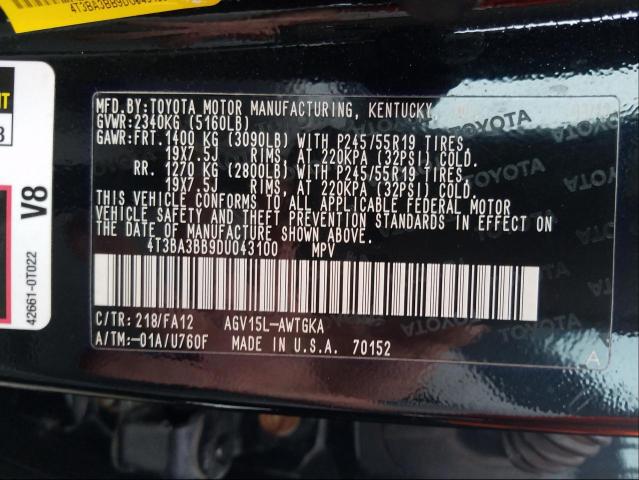 MFD.BY:TOYOTA MOTOR MANUFACTURING, KENTUCKY,
GVWR:2340KG (5160LB)
GAWR:FRT.1400 KG (3090LB) WITH P245/55R19 TIRES,
19X7.5J RIMS, AT 220KPA (32PSI) COLD.
RR. 1270 KG (2800LB) WITH P245/55R19 TIRES,
19X7.5J RIMS, AT 220KPA (32PSI) COLD.
THIS VEHICLE CONFORMS TO ALL APPLICABLE FEDERAL MOTOR
VEHICLE SAFETY AND THEFT PREVENTION STANDARDS IN EFFECT ON
THE DATE OF MANUFACTURE SHOWN ABOVE.
4T3BA3BB9DU043100 MPV
C/TR:218/FA12 AGV15L-AWTGKA
A/TM:-01A/U760F MADE IN U.S.A. 70152
A
V8
42661-0T022
TOYOTA
TOYOTA
TOYOTA
TOYOTA
TOYOTA